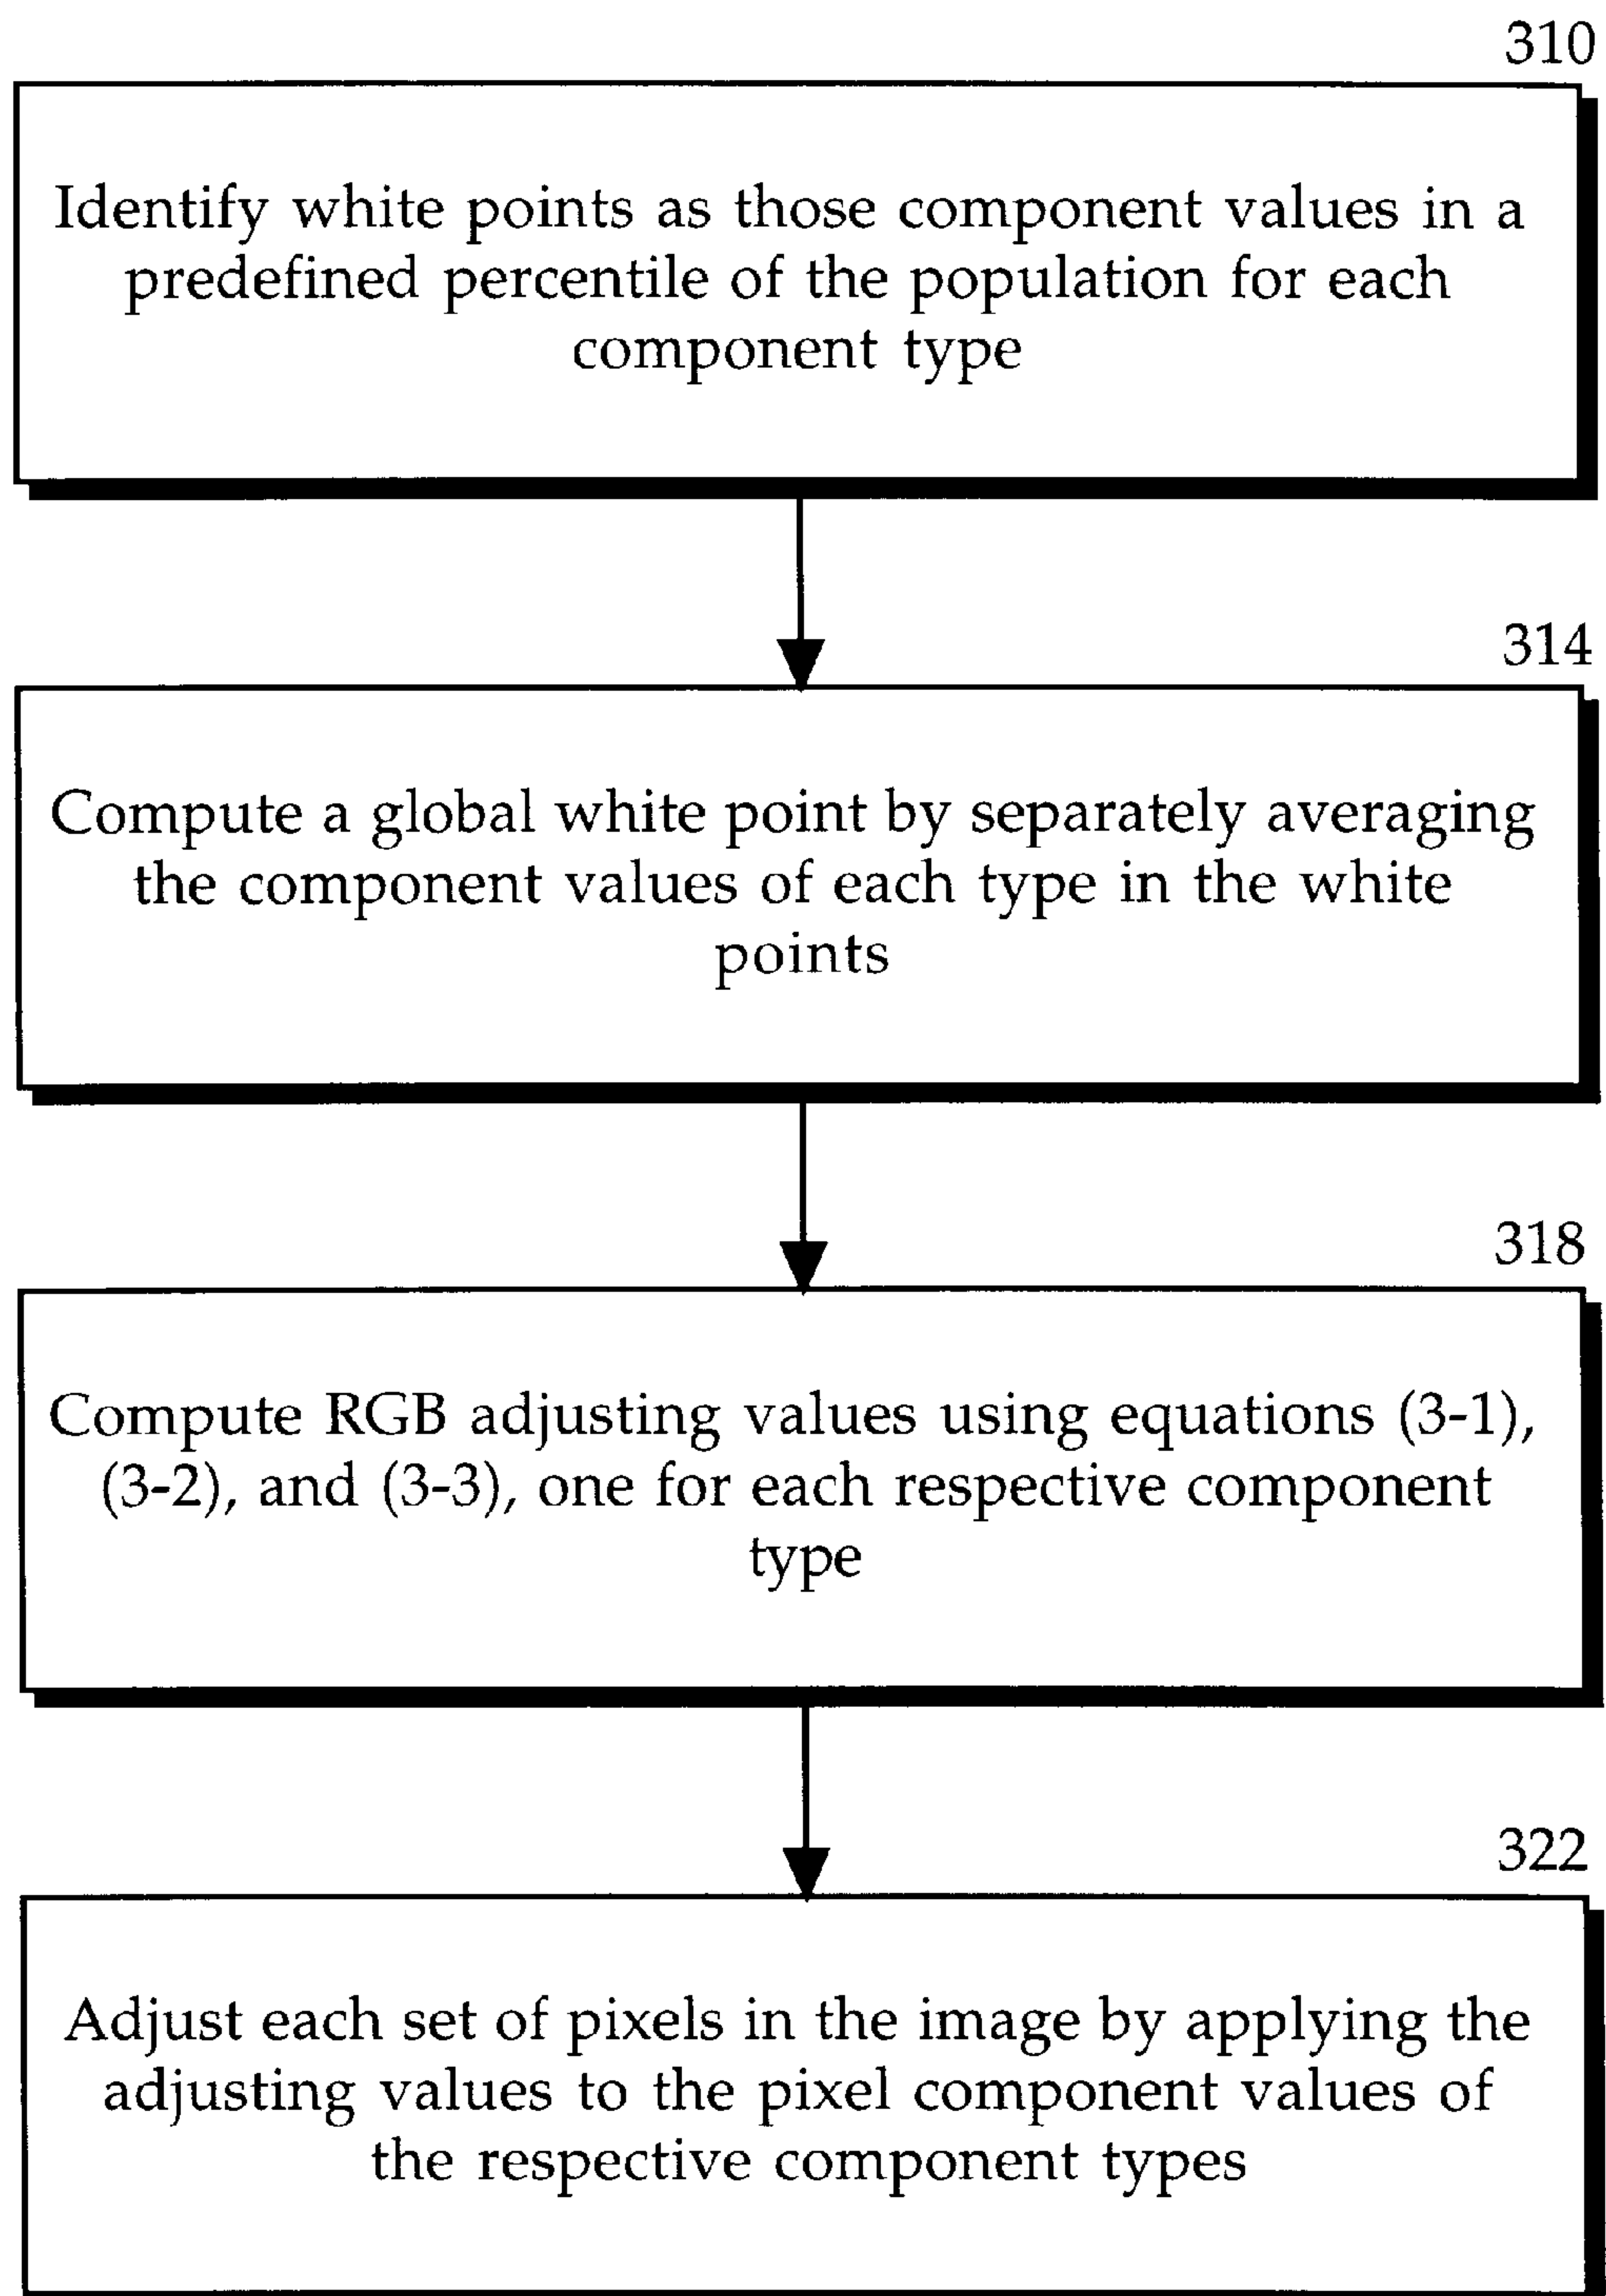 310
Identify white points as those component values in a
predefined percentile of the population for each
component type
314
Compute a global white point by separately averaging
the component values of each type in the white
points
318
Compute RGB adjusting values using equations (3-1),
(3-2), and (3-3), one for each respective component
type
322
Adjust each set of pixels in the image by applying the
adjusting values to the pixel component values of
the respective component types